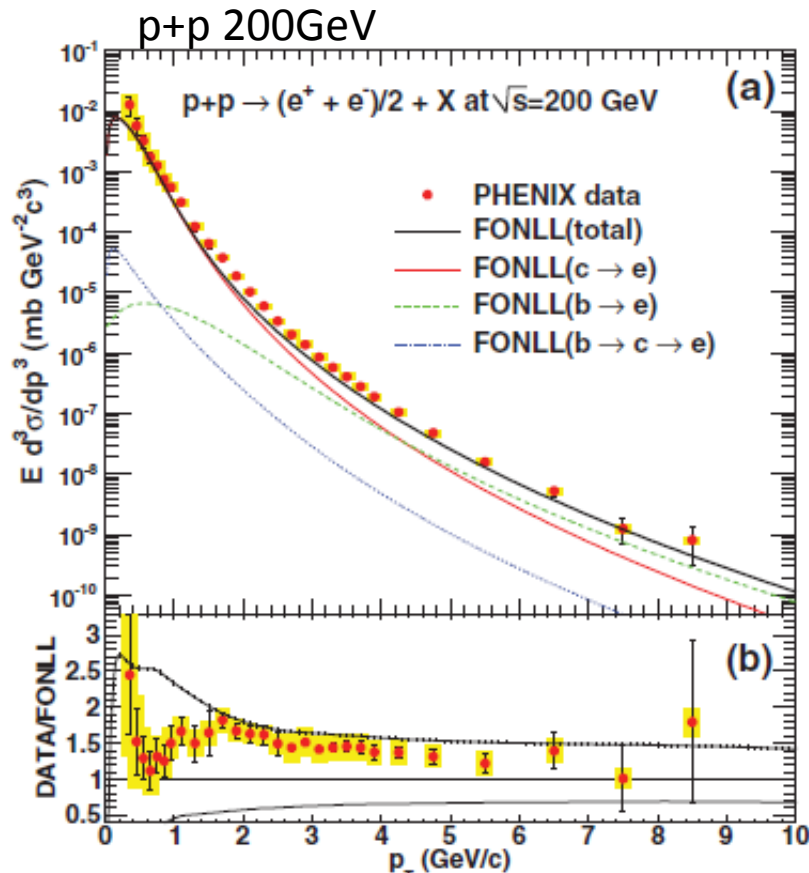 p+p 200GeV
(a)
p+p → (e⁺ + e⁻)/2 + X at √s=200 GeV
PHENIX data
FONLL(total)
FONLL(c → e)
FONLL(b → e)
FONLL(b → c → e)
E d³σ/dp³ (mb GeV⁻²c³)
10⁻¹
10⁻²
10⁻³
10⁻⁴
10⁻⁵
10⁻⁶
10⁻⁷
10⁻⁸
10⁻⁹
10⁻¹⁰
(b)
DATA/FONLL
3
2.5
2
1.5
1
0.5
0 1 2 3 4 5 6 7 8 9 10
p (GeV/c)